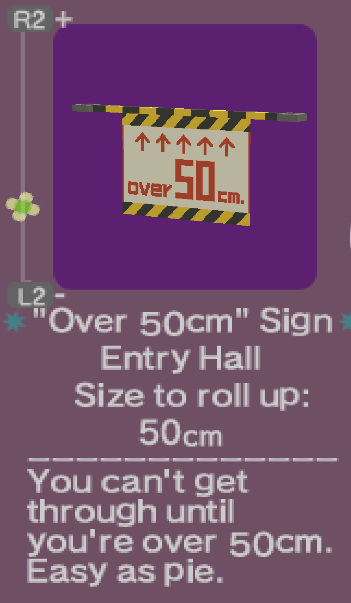 R2 +
over 50cm.
L2 -
"Over 50cm" Sign
Entry Hall
Size to roll up:
50cm
You can't get
through until
you're over 50cm.
Easy as pie.